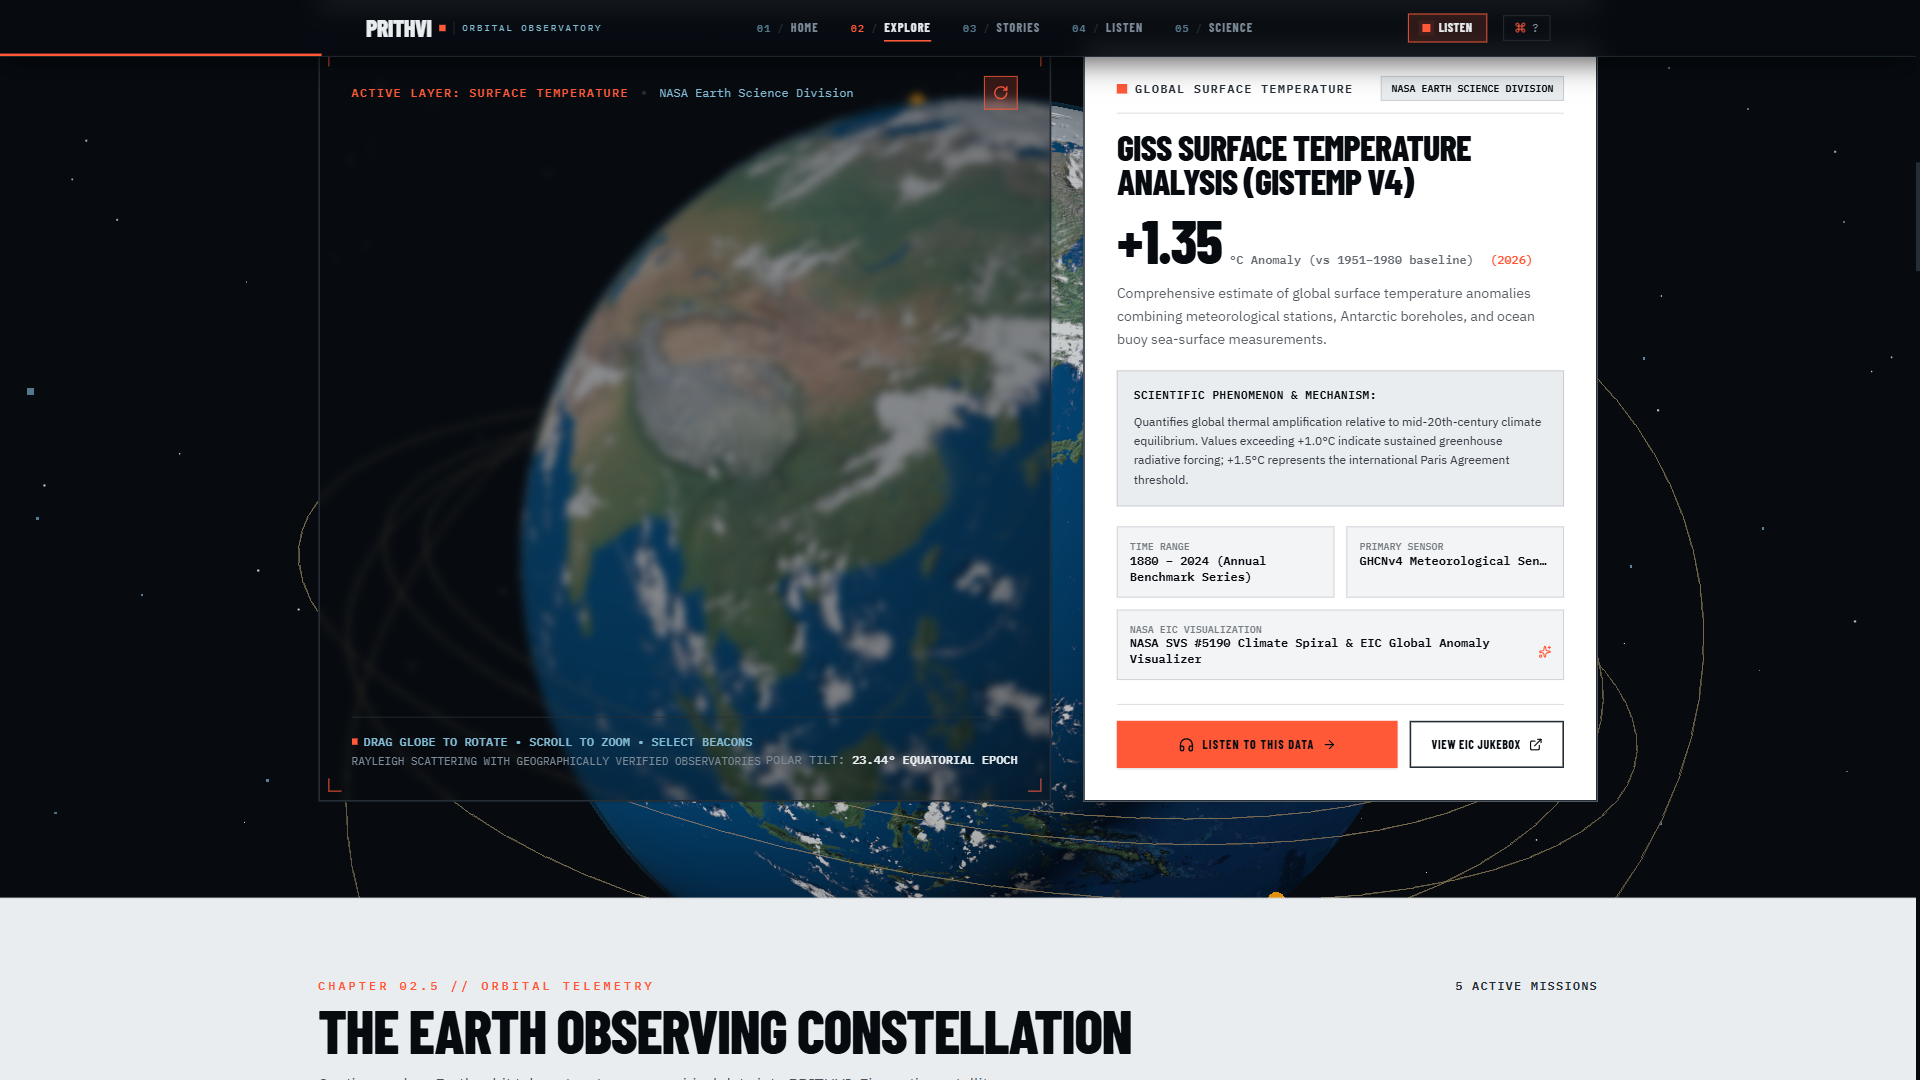 PRITHVI ORBITAL OBSERVATORY
01 / HOME 02 / EXPLORE 03 / STORIES 04 / LISTEN 05 / SCIENCE
LISTEN ⌘ ?
ACTIVE LAYER: SURFACE TEMPERATURE • NASA Earth Science Division
DRAG GLOBE TO ROTATE • SCROLL TO ZOOM • SELECT BEACONS
RAYLEIGH SCATTERING WITH GEOGRAPHICALLY VERIFIED OBSERVATORIES
POLAR TILT: 23.44° EQUATORIAL EPOCH
GLOBAL SURFACE TEMPERATURE
NASA EARTH SCIENCE DIVISION
GISS SURFACE TEMPERATURE
ANALYSIS (GISTEMP V4)
+1.35 °C Anomaly (vs 1951–1980 baseline) (2026)
Comprehensive estimate of global surface temperature anomalies
combining meteorological stations, Antarctic boreholes, and ocean
buoy sea-surface measurements.
SCIENTIFIC PHENOMENON & MECHANISM:
Quantifies global thermal amplification relative to mid-20th-century climate
equilibrium. Values exceeding +1.0°C indicate sustained greenhouse
radiative forcing; +1.5°C represents the international Paris Agreement
threshold.
TIME RANGE
1880 – 2024 (Annual
Benchmark Series)
PRIMARY SENSOR
GHCNv4 Meteorological Sen…
NASA EIC VISUALIZATION
NASA SVS #5190 Climate Spiral & EIC Global Anomaly
Visualizer
LISTEN TO THIS DATA →
VIEW EIC JUKEBOX
CHAPTER 02.5 // ORBITAL TELEMETRY
5 ACTIVE MISSIONS
THE EARTH OBSERVING CONSTELLATION